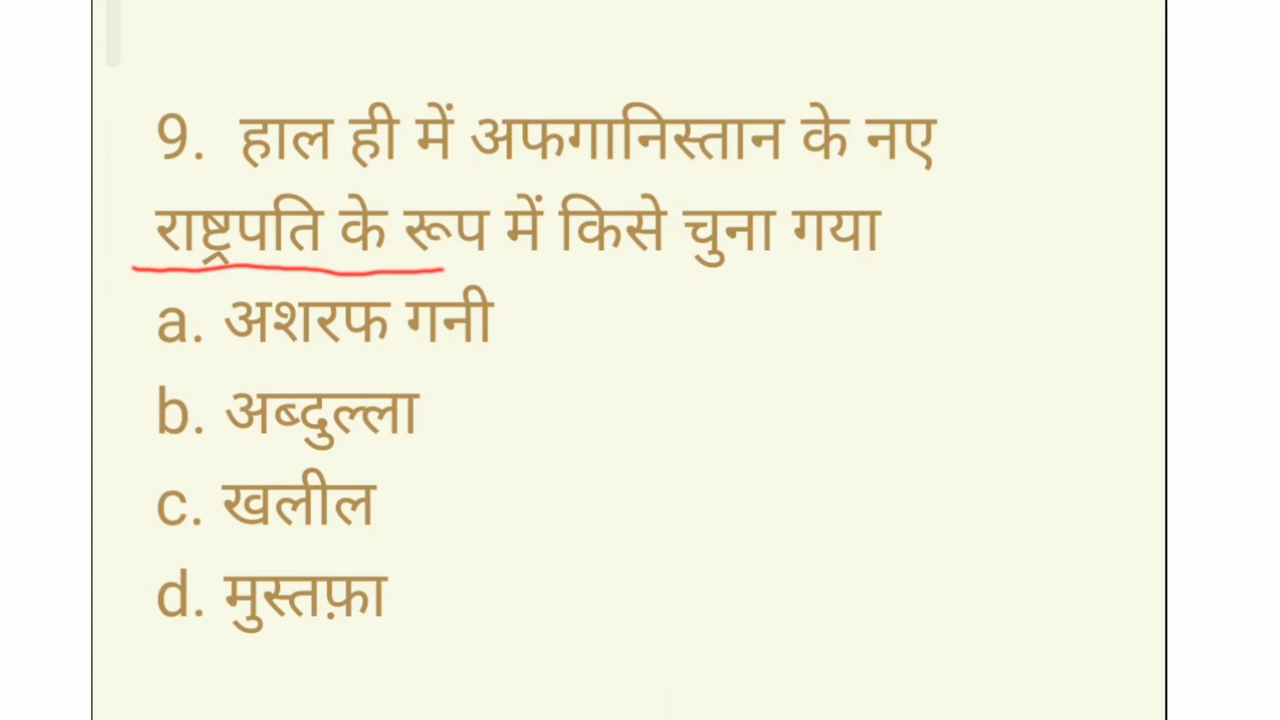 9. हाल ही में अफगानिस्तान के नए
राष्ट्रपति के रूप में किसे चुना गया
a. अशरफ गनी
b. अब्दुल्ला
c. खलील
d. मुस्तफ़ा